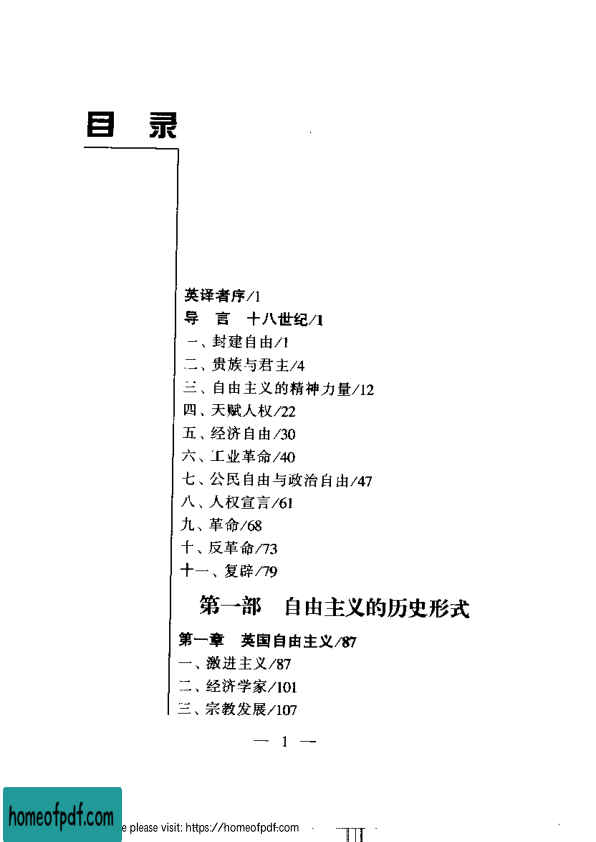 目 录
英译者序/1
导 言 十八世纪/1
一、封建自由/1
二、贵族与君主/4
三、自由主义的精神力量/12
四、天赋人权/22
五、经济自由/30
六、工业革命/40
七、公民自由与政治自由/47
八、人权宣言/61
九、革命/68
十、反革命/73
十一、复辟/79
第一部 自由主义的历史形式
第一章 英国自由主义/87
一、激进主义/87
二、经济学家/101
三、宗教发展/107
— 1 —
homeofpdf.com
e please visit: https://homeofpdf.com